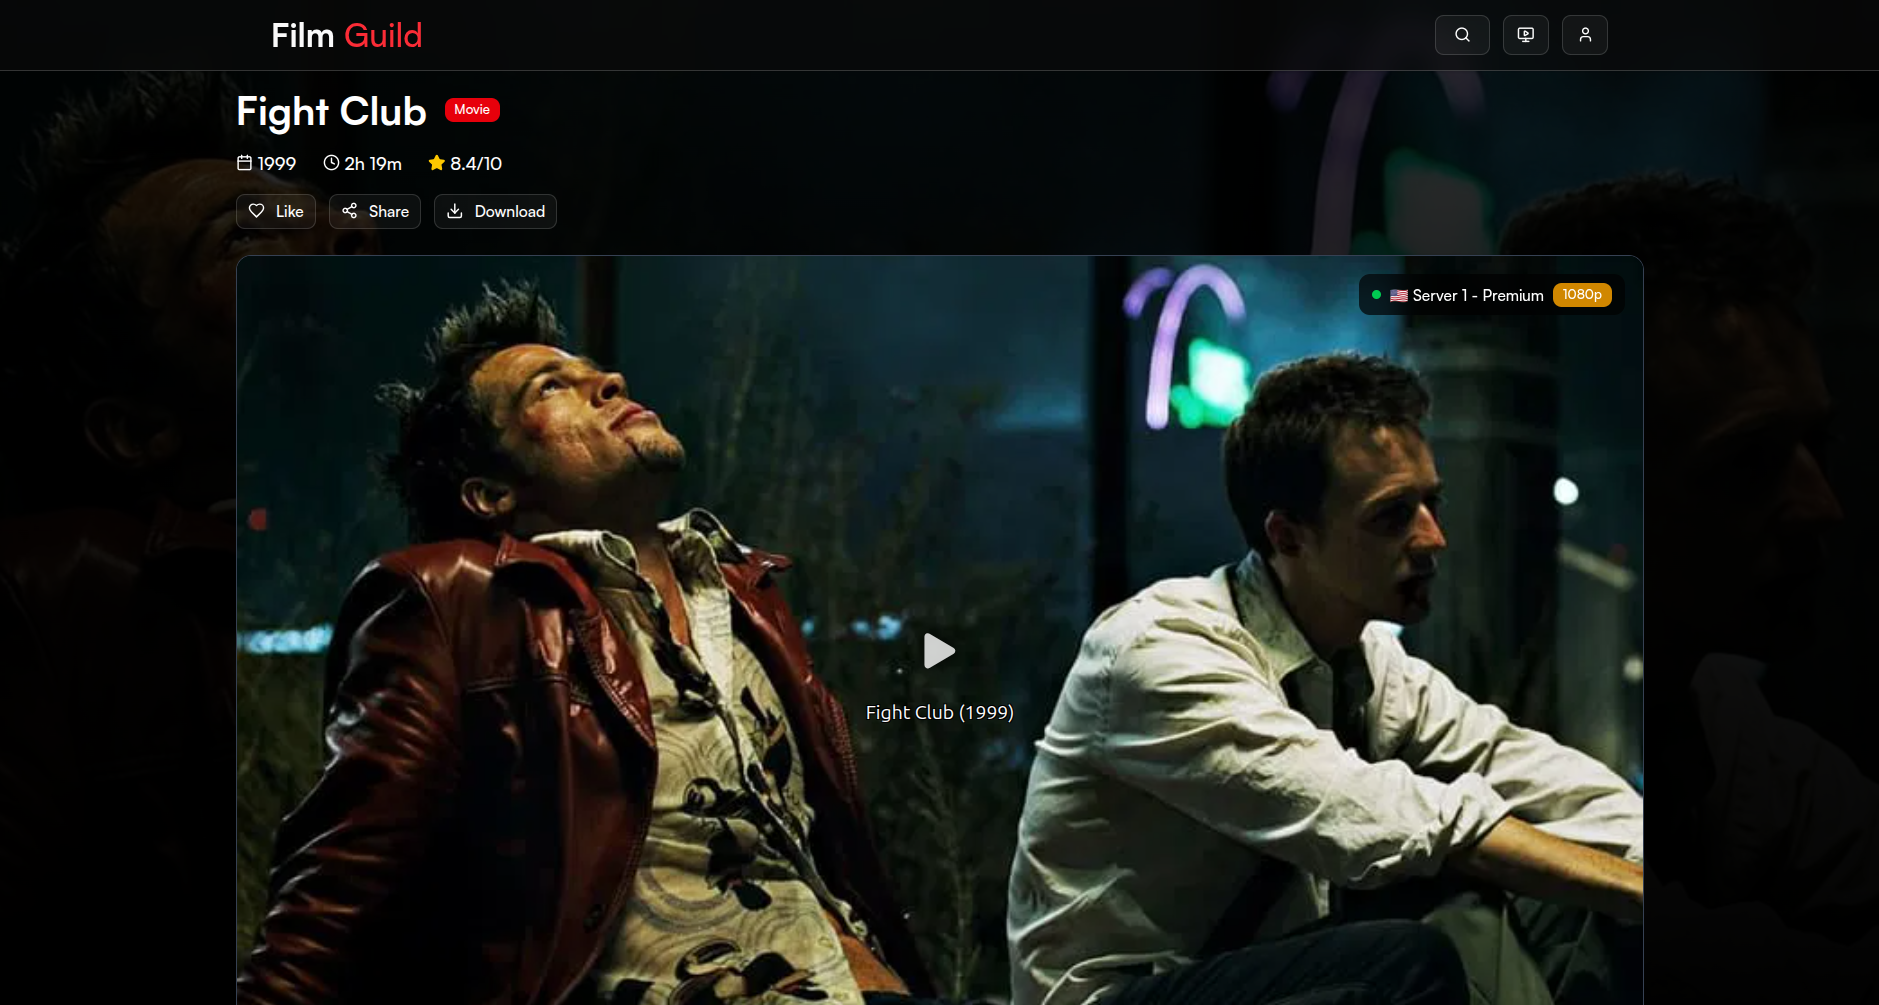 Film Guild
Fight Club Movie
1999 2h 19m 8.4/10
Like Share Download
Server 1 - Premium 1080p
Fight Club (1999)